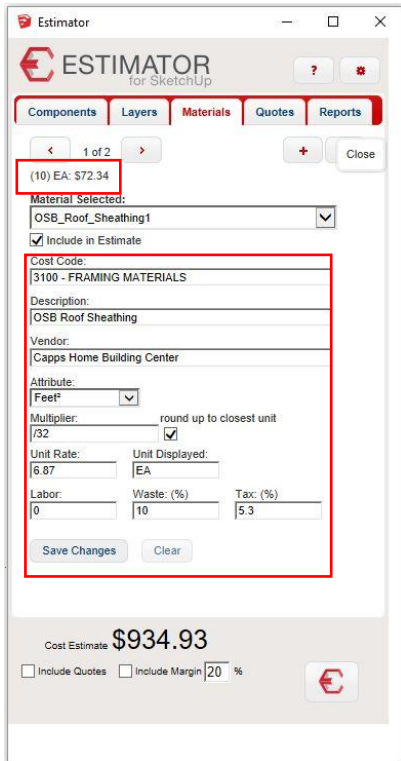 Estimator
ESTIMATOR
for SketchUp
?
Components Layers Materials Quotes Reports
< 1 of 2 > + Close
(10) EA: $72.34
Material Selected:
OSB_Roof_Sheathing1
Include in Estimate
Cost Code:
3100 - FRAMING MATERIALS
Description:
OSB Roof Sheathing
Vendor:
Capps Home Building Center
Attribute:
Feet²
Multiplier: round up to closest unit
/32
Unit Rate: Unit Displayed:
6.87 EA
Labor: Waste: (%) Tax: (%)
0 10 5.3
Save Changes Clear
Cost Estimate $934.93
Include Quotes Include Margin 20 %